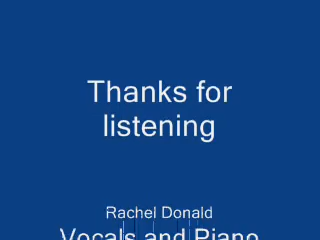 Thanks for
listening
Rachel Donald
Vocals and Piano